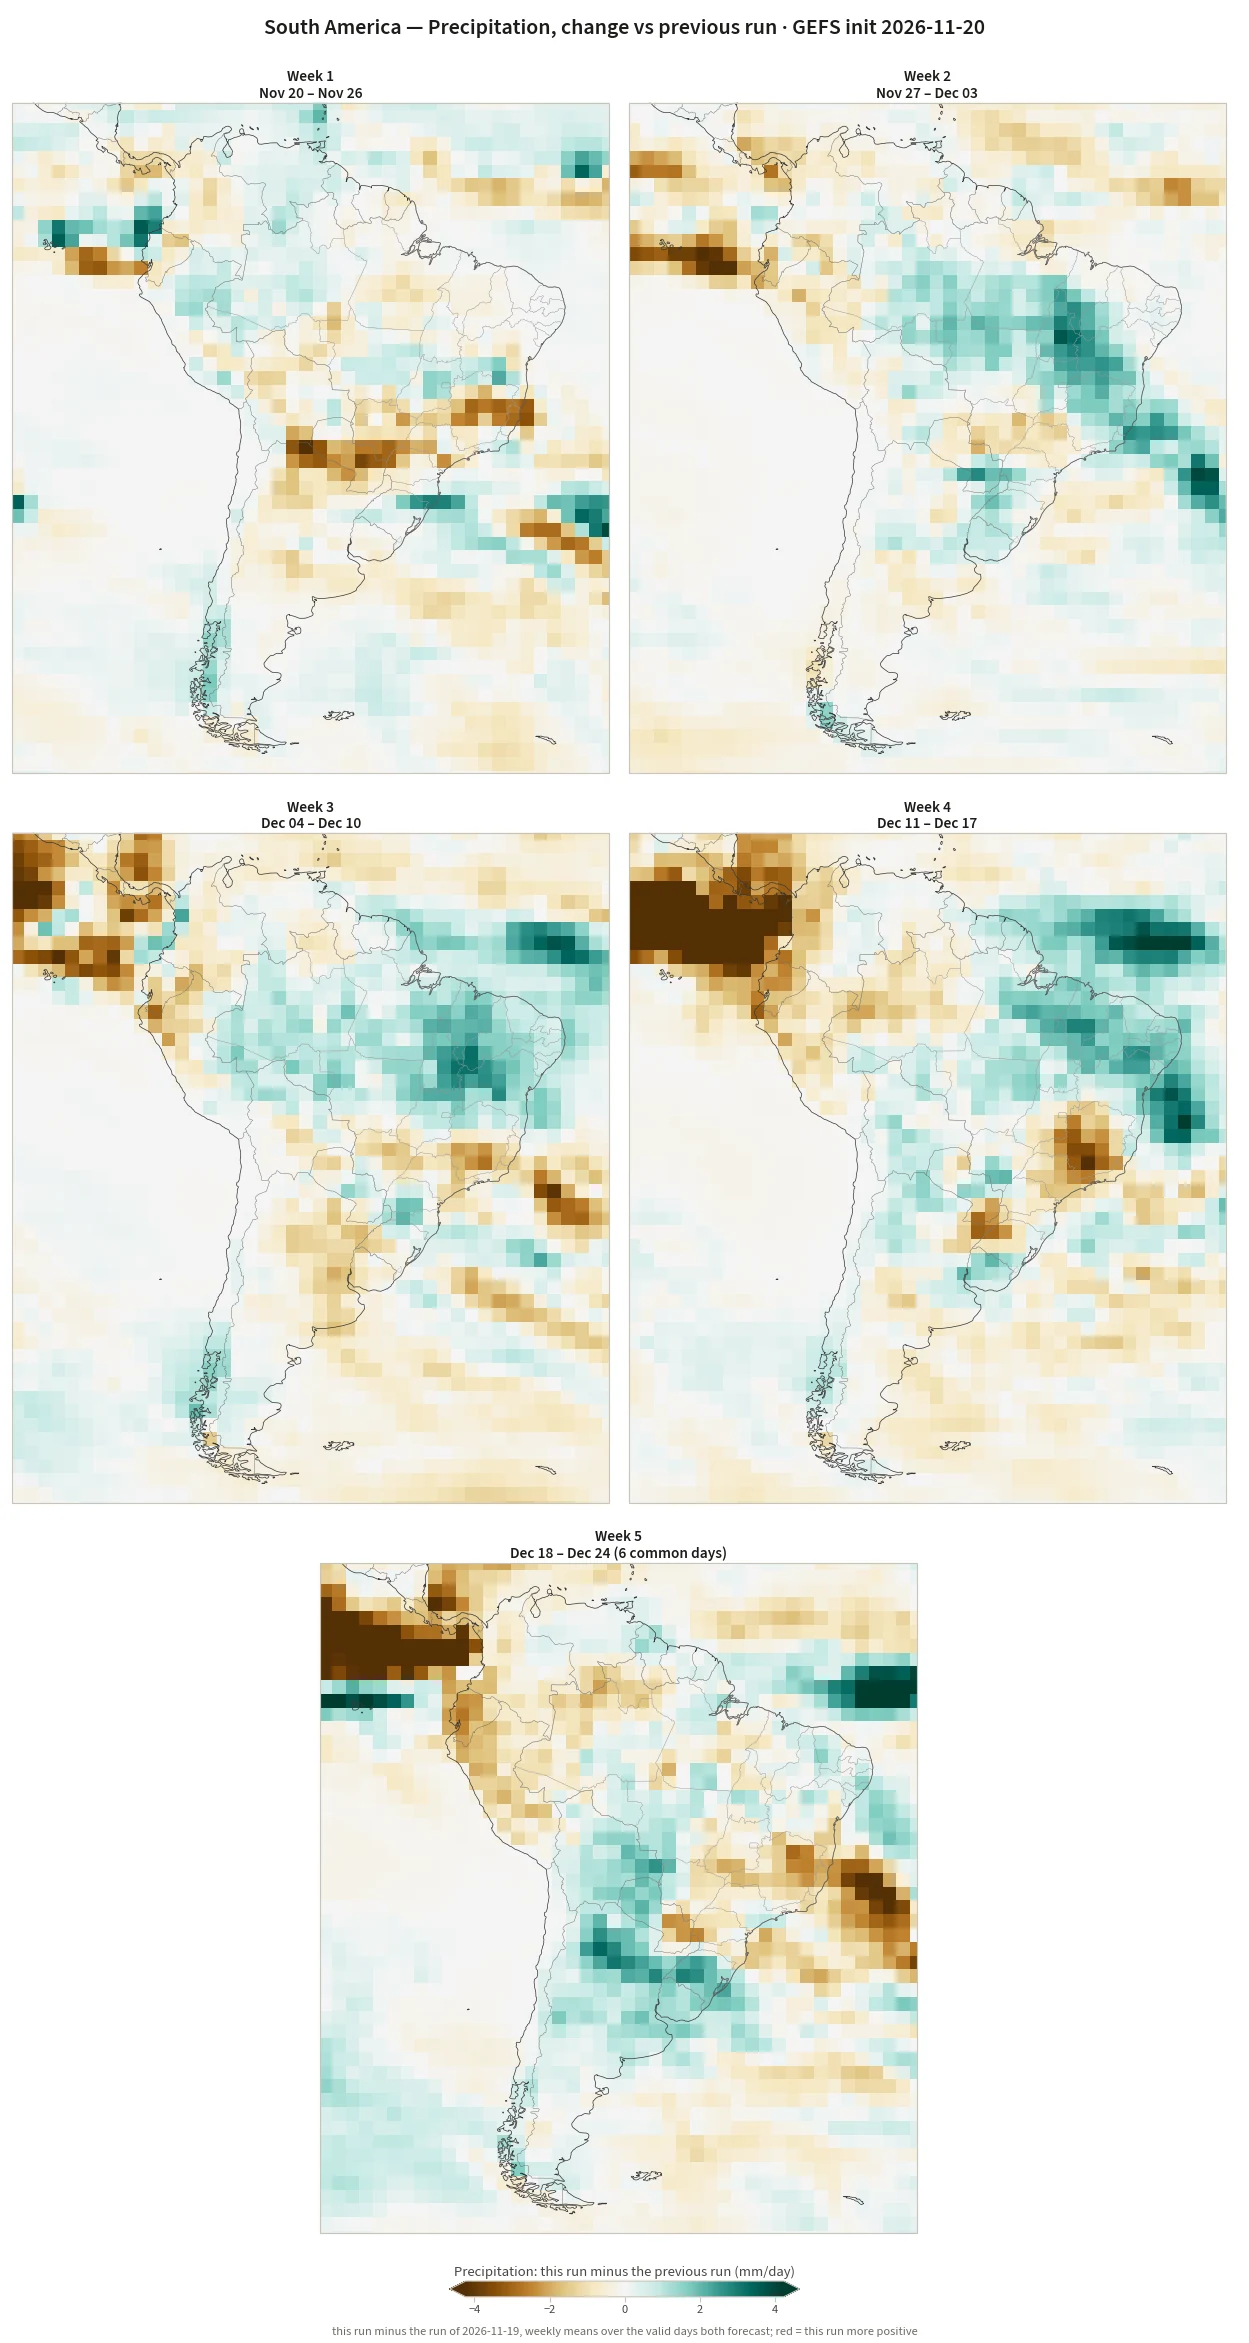 South America — Precipitation, change vs previous run · GEFS init 2026-11-20
Week 1
Nov 20 – Nov 26
Week 2
Nov 27 – Dec 03
Week 3
Dec 04 – Dec 10
Week 4
Dec 11 – Dec 17
Week 5
Dec 18 – Dec 24 (6 common days)
Precipitation: this run minus the previous run (mm/day)
−4 −2 0 2 4
this run minus the run of 2026-11-19, weekly means over the valid days both forecast; red = this run more positive